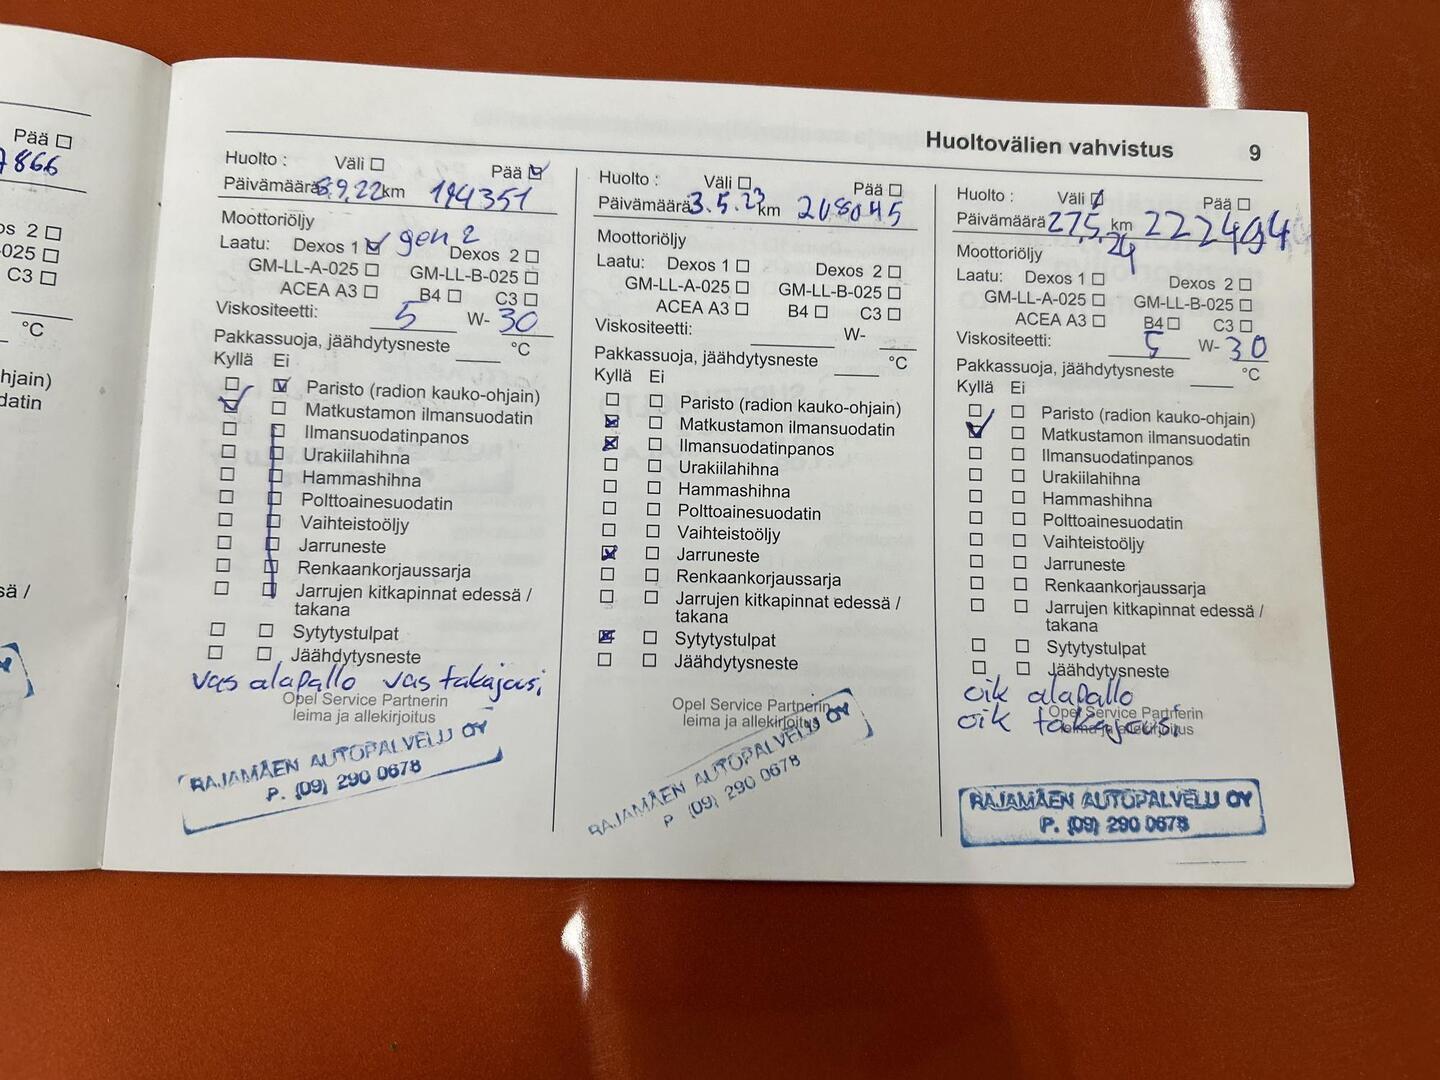 Pää
7866
os 2
-025
C3
°C
hjain)
datin
sä /
Huoltovälien vahvistus 9
Huolto : Väli Pää
Päivämäärä 8.9.22 km 194351
Moottoriöljy
Laatu: Dexos 1 gen 2 Dexos 2
GM-LL-A-025 GM-LL-B-025
ACEA A3 B4 C3
Viskositeetti: 5 W- 30
Pakkassuoja, jäähdytysneste °C
Kyllä Ei
Paristo (radion kauko-ohjain)
Matkustamon ilmansuodatin
Ilmansuodatinpanos
Urakiilahihna
Hammashihna
Polttoainesuodatin
Vaihteistoöljy
Jarruneste
Renkaankorjaussarja
Jarrujen kitkapinnat edessä /
takana
Sytytystulpat
Jäähdytysneste
vas alapallo vas takajousi
Opel Service Partnerin
leima ja allekirjoitus
RAJAMÄEN AUTOPALVELU OY
P. (09) 290 0678
Huolto : Väli Pää
Päivämäärä 3.5.23 km 208045
Moottoriöljy
Laatu: Dexos 1 Dexos 2
GM-LL-A-025 GM-LL-B-025
ACEA A3 B4 C3
Viskositeetti: W-
Pakkassuoja, jäähdytysneste °C
Kyllä Ei
Paristo (radion kauko-ohjain)
Matkustamon ilmansuodatin
Ilmansuodatinpanos
Urakiilahihna
Hammashihna
Polttoainesuodatin
Vaihteistoöljy
Jarruneste
Renkaankorjaussarja
Jarrujen kitkapinnat edessä /
takana
Sytytystulpat
Jäähdytysneste
Opel Service Partnerin
leima ja allekirjoitus
RAJAMÄEN AUTOPALVELU OY
P (09) 290 0678
Huolto : Väli Pää
Päivämäärä 27.5.24 km 222494
Moottoriöljy
Laatu: Dexos 1 Dexos 2
GM-LL-A-025 GM-LL-B-025
ACEA A3 B4 C3
Viskositeetti: 5 W- 30
Pakkassuoja, jäähdytysneste °C
Kyllä Ei
Paristo (radion kauko-ohjain)
Matkustamon ilmansuodatin
Ilmansuodatinpanos
Urakiilahihna
Hammashihna
Polttoainesuodatin
Vaihteistoöljy
Jarruneste
Renkaankorjaussarja
Jarrujen kitkapinnat edessä /
takana
Sytytystulpat
Jäähdytysneste
oik alapallo
oik takajousi
Opel Service Partnerin
leima ja allekirjoitus
RAJAMÄEN AUTOPALVELU OY
P. (09) 290 0678